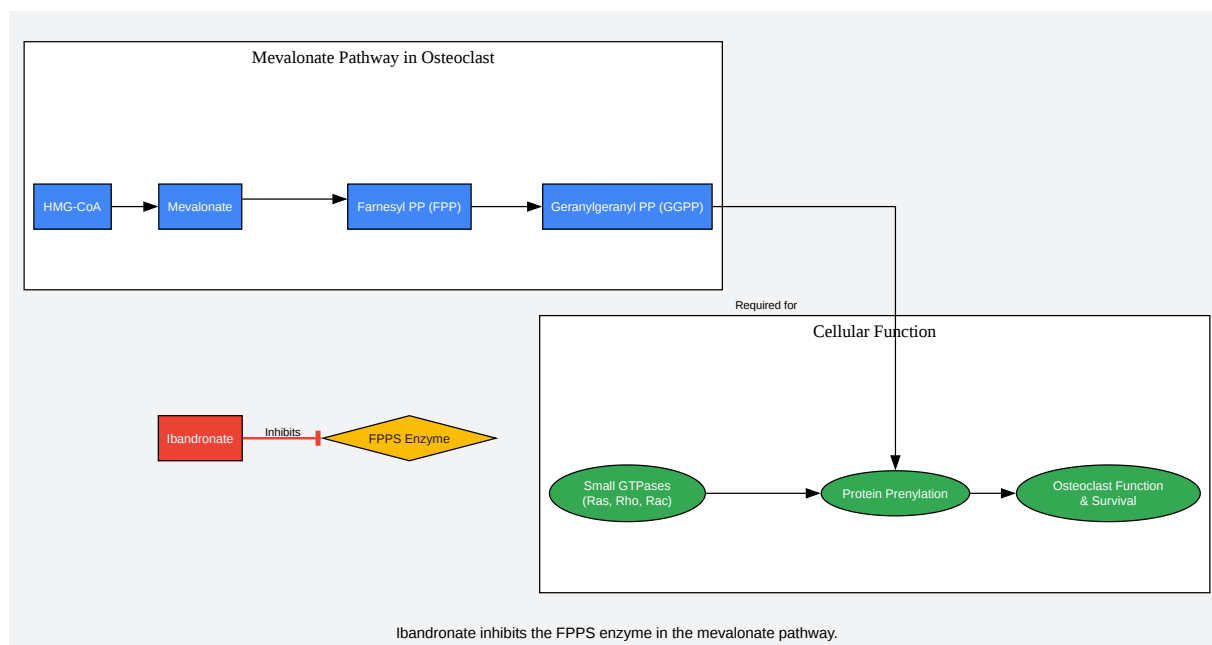 Mevalonate Pathway in Osteoclast
HMG-CoA
Mevalonate
Farnesyl PP (FPP)
Geranylgeranyl PP (GGPP)
Required for
Cellular Function
Ibandronate
Inhibits
FPPS Enzyme
Small GTPases
(Ras, Rho, Rac)
Protein Prenylation
Osteoclast Function
& Survival
Ibandronate inhibits the FPPS enzyme in the mevalonate pathway.